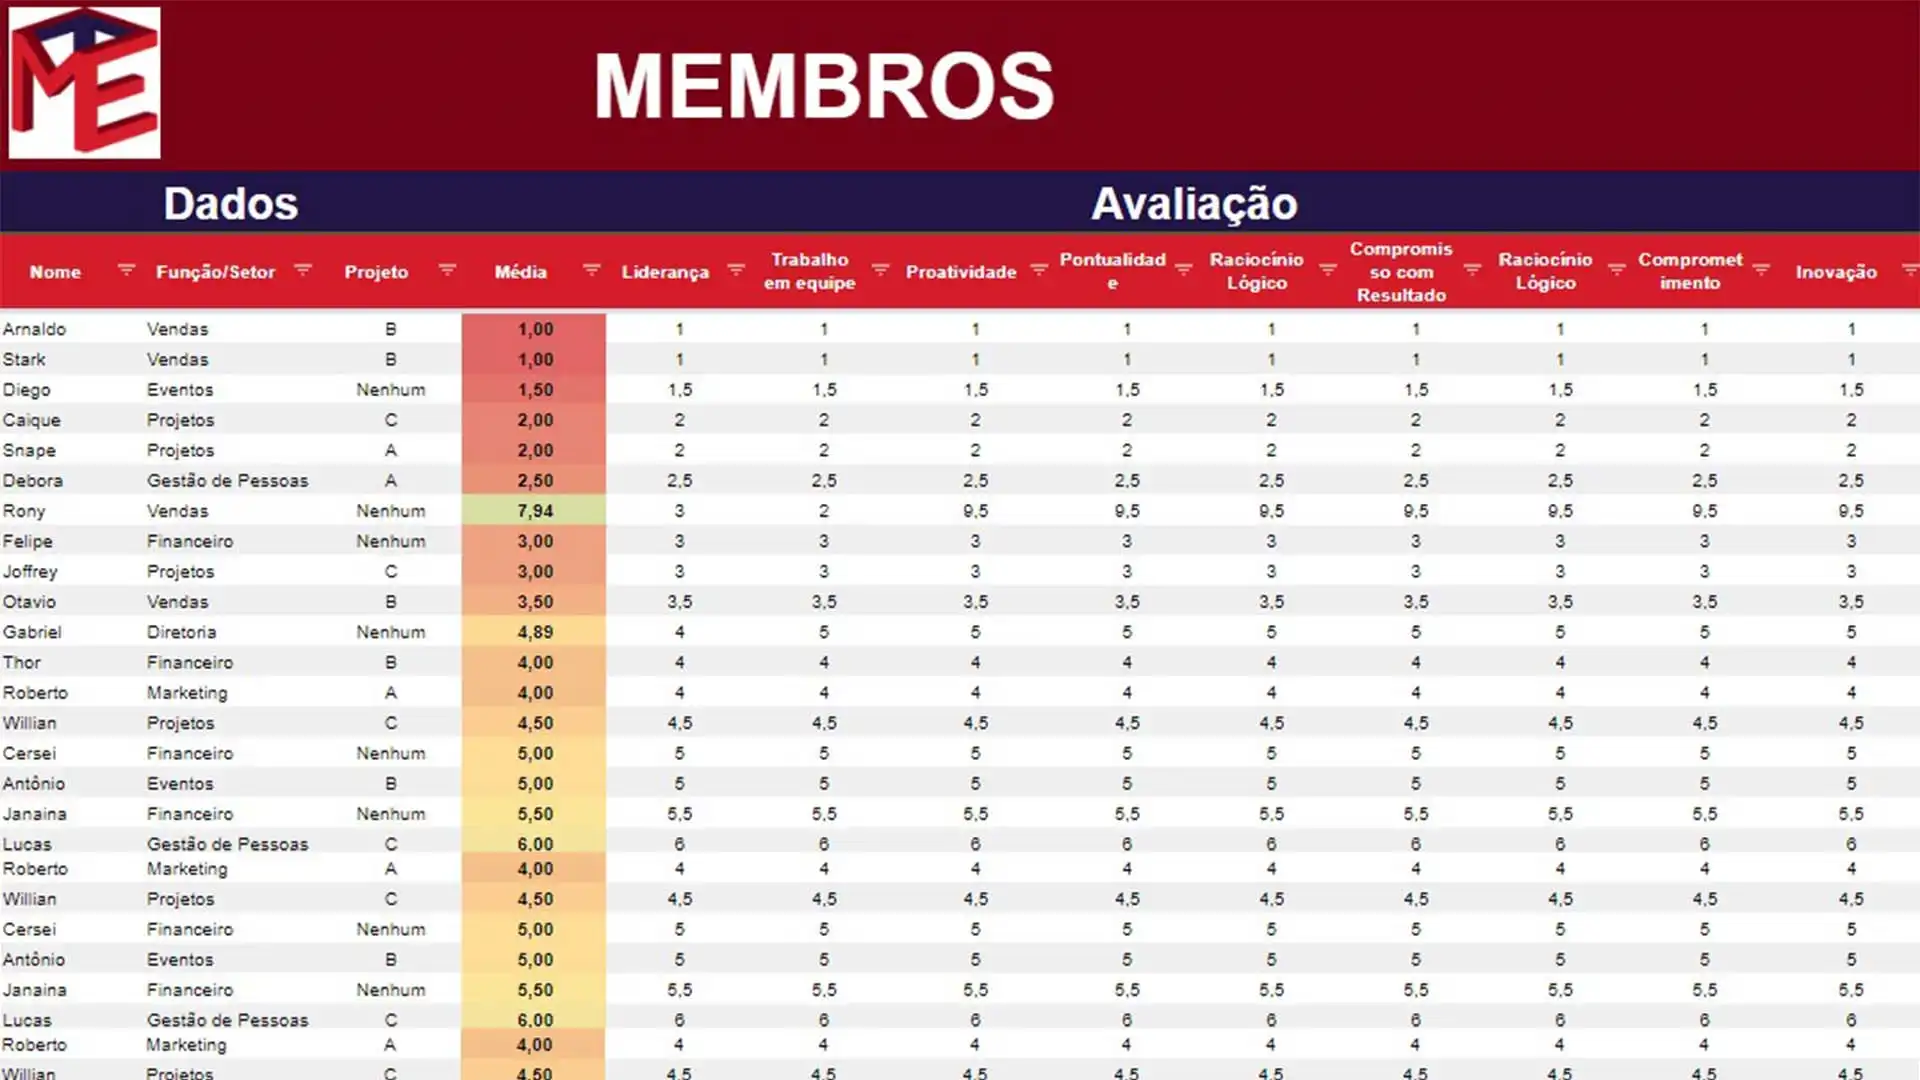 MTE
MEMBROS
Dados Avaliação
Nome Função/Setor Projeto Média Liderança Trabalho em equipe Proatividade Pontualidad e Raciocínio Lógico Compromis so com Resultado Raciocínio Lógico Compromet imento Inovação
Arnaldo Vendas B 1,00 1 1 1 1 1 1 1 1 1
Stark Vendas B 1,00 1 1 1 1 1 1 1 1 1
Diego Eventos Nenhum 1,50 1,5 1,5 1,5 1,5 1,5 1,5 1,5 1,5 1,5
Caique Projetos C 2,00 2 2 2 2 2 2 2 2 2
Snape Projetos A 2,00 2 2 2 2 2 2 2 2 2
Debora Gestão de Pessoas A 2,50 2,5 2,5 2,5 2,5 2,5 2,5 2,5 2,5 2,5
Rony Vendas Nenhum 7,94 3 2 9,5 9,5 9,5 9,5 9,5 9,5 9,5
Felipe Financeiro Nenhum 3,00 3 3 3 3 3 3 3 3 3
Joffrey Projetos C 3,00 3 3 3 3 3 3 3 3 3
Otavio Vendas B 3,50 3,5 3,5 3,5 3,5 3,5 3,5 3,5 3,5 3,5
Gabriel Diretoria Nenhum 4,89 4 5 5 5 5 5 5 5 5
Thor Financeiro B 4,00 4 4 4 4 4 4 4 4 4
Roberto Marketing A 4,00 4 4 4 4 4 4 4 4 4
Willian Projetos C 4,50 4,5 4,5 4,5 4,5 4,5 4,5 4,5 4,5 4,5
Cersei Financeiro Nenhum 5,00 5 5 5 5 5 5 5 5 5
Antônio Eventos B 5,00 5 5 5 5 5 5 5 5 5
Janaina Financeiro Nenhum 5,50 5,5 5,5 5,5 5,5 5,5 5,5 5,5 5,5 5,5
Lucas Gestão de Pessoas C 6,00 6 6 6 6 6 6 6 6 6
Roberto Marketing A 4,00 4 4 4 4 4 4 4 4 4
Willian Projetos C 4,50 4,5 4,5 4,5 4,5 4,5 4,5 4,5 4,5 4,5
Cersei Financeiro Nenhum 5,00 5 5 5 5 5 5 5 5 5
Antônio Eventos B 5,00 5 5 5 5 5 5 5 5 5
Janaina Financeiro Nenhum 5,50 5,5 5,5 5,5 5,5 5,5 5,5 5,5 5,5 5,5
Lucas Gestão de Pessoas C 6,00 6 6 6 6 6 6 6 6 6
Roberto Marketing A 4,00 4 4 4 4 4 4 4 4 4
Willian Projetos C 4,50 4,5 4,5 4,5 4,5 4,5 4,5 4,5 4,5 4,5